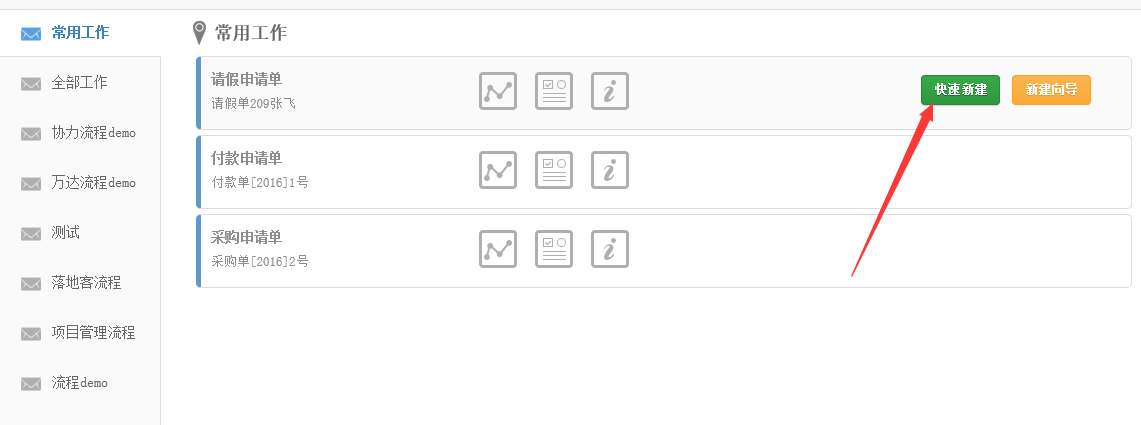 常用工作
全部工作
协力流程demo
万达流程demo
测试
落地客流程
项目管理流程
流程demo
常用工作
请假申请单
请假单209张飞
快速新建
新建向导
付款申请单
付款单[2016]1号
采购申请单
采购单[2016]2号